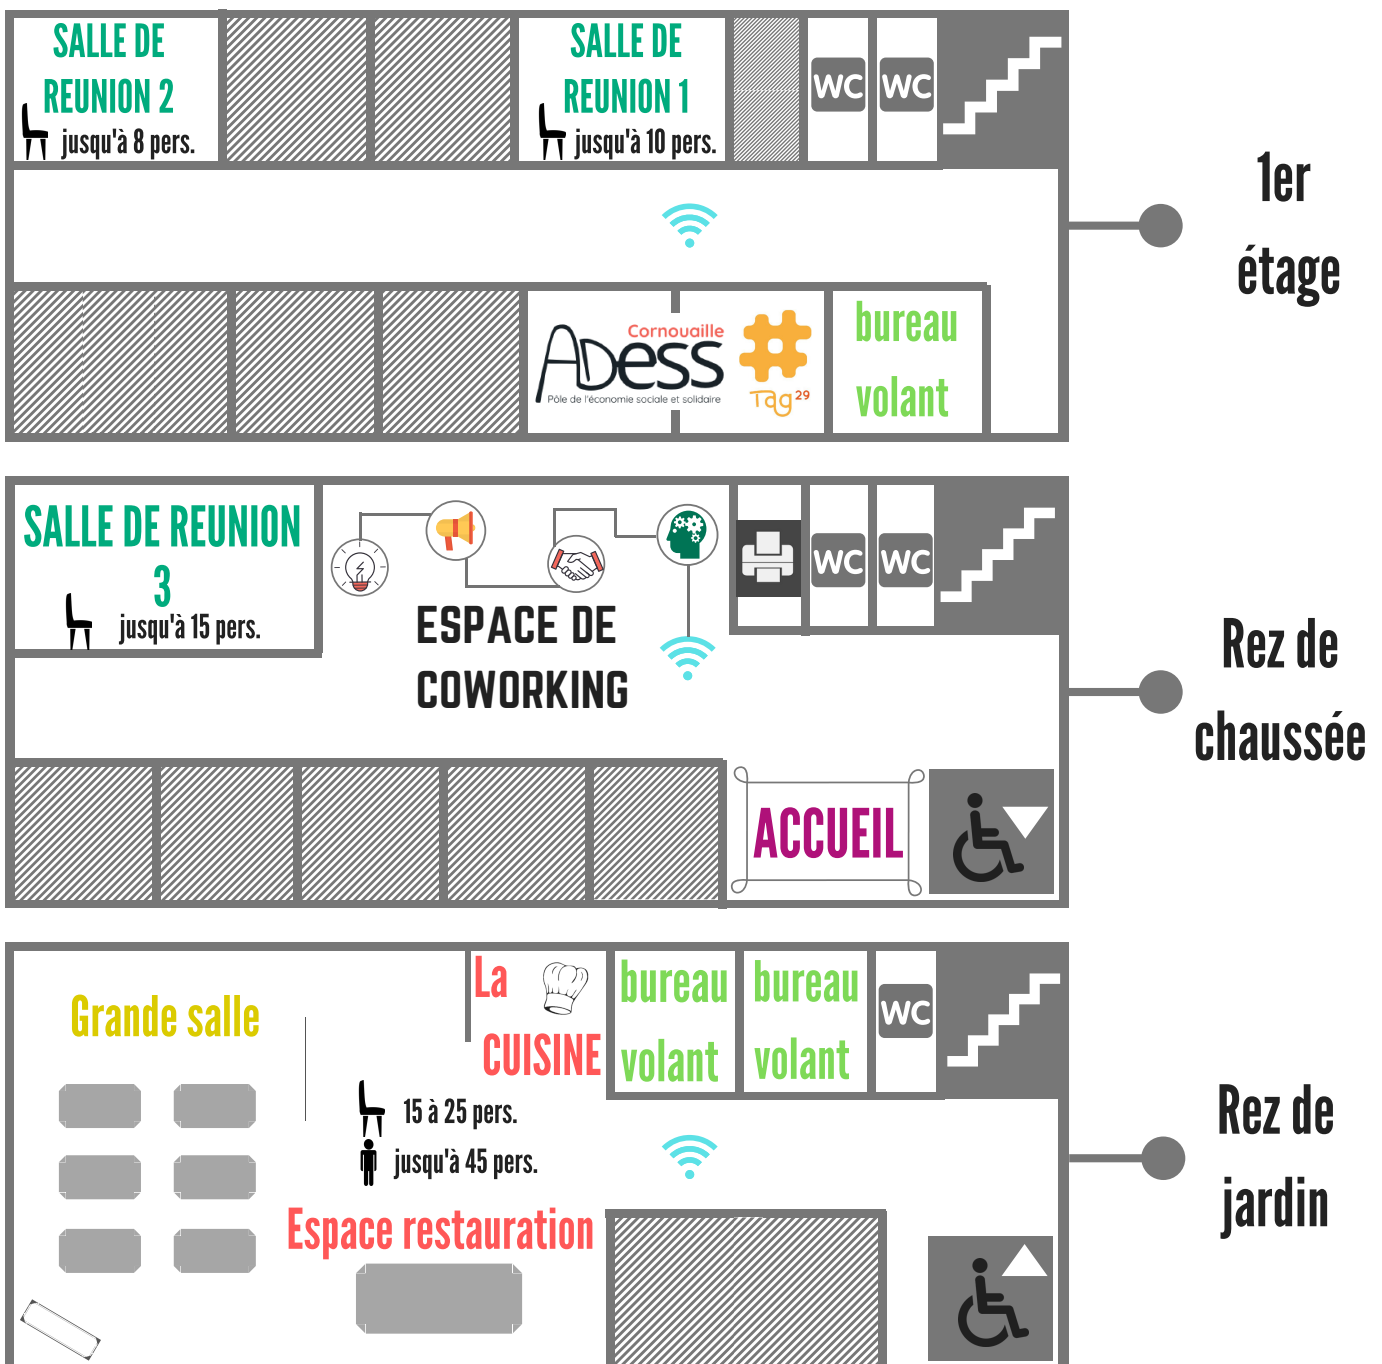 SALLE DE
REUNION 2
jusqu'à 8 pers.
SALLE DE
REUNION 1
jusqu'à 10 pers.
WC
WC
1er
étage
Cornouaille
ADess
Pôle de l'économie sociale et solidaire
#
Tag29
bureau
volant
SALLE DE REUNION
3
jusqu'à 15 pers.
ESPACE DE
COWORKING
WC
WC
Rez de
chaussée
ACCUEIL
Grande salle
La
CUISINE
bureau
volant
bureau
volant
WC
15 à 25 pers.
jusqu'à 45 pers.
Espace restauration
Rez de
jardin